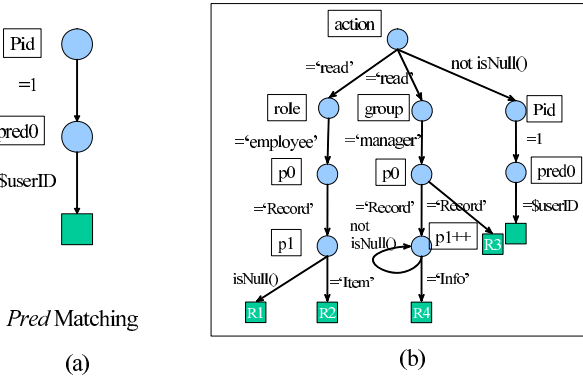 Pid
=1
pred0
$userID
Pred Matching
(a)
action
='read'
='read'
not isNull()
role
group
Pid
='employee'
='manager'
=1
p0
p0
pred0
='Record'
='Record'
='Record'
=$userID
not
isNull()
p1
p1++
R3
isNull()
='Item'
='Info'
R1
R2
R4
(b)